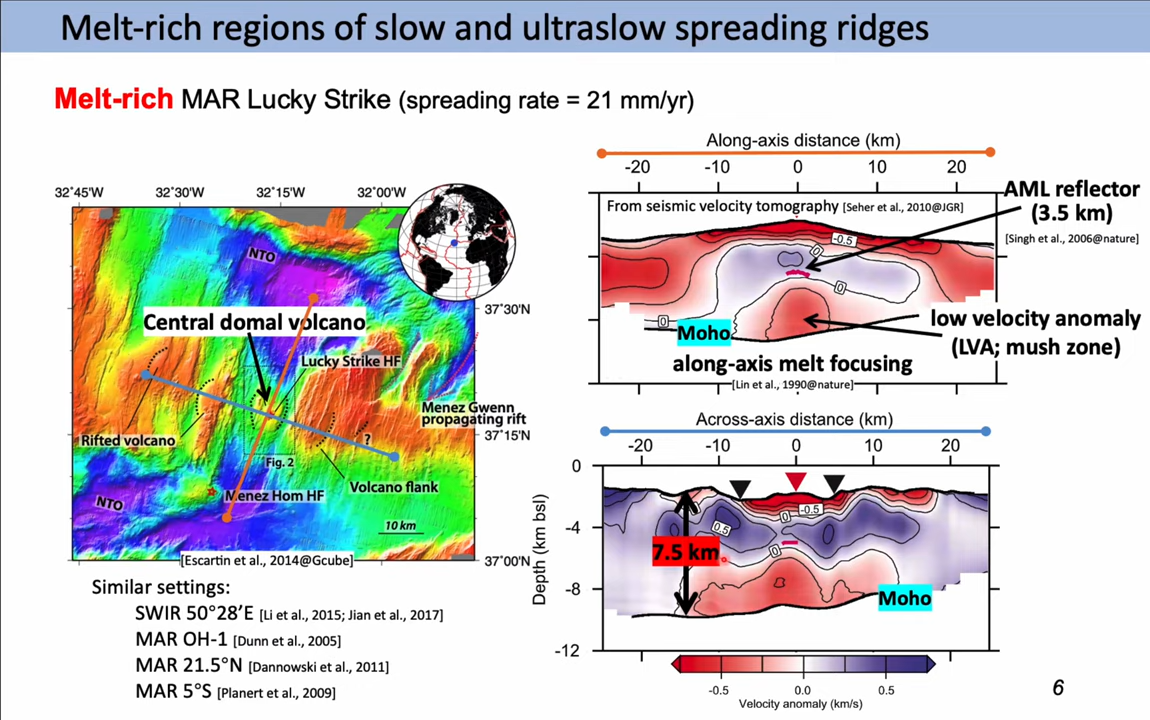 Melt-rich regions of slow and ultraslow spreading ridges
Melt-rich MAR Lucky Strike (spreading rate = 21 mm/yr)
32°45'W 32°30'W 32°15'W 32°00'W
NTO
37°30'N
Central domal volcano
Lucky Strike HF
Menez Gwenn
propagating rift
Rifted volcano
?
37°15'N
Fig. 2
Volcano flank
NTO
Menez Hom HF
10 km
37°00'N
[Escartin et al., 2014@Gcube]
Similar settings:
SWIR 50°28'E [Li et al., 2015; Jian et al., 2017]
MAR OH-1 [Dunn et al., 2005]
MAR 21.5°N [Dannowski et al., 2011]
MAR 5°S [Planert et al., 2009]
Along-axis distance (km)
-20 -10 0 10 20
From seismic velocity tomography [Seher et al., 2010@JGR]
AML reflector
(3.5 km)
[Singh et al., 2006@nature]
-0.5
0
0
0
Moho
low velocity anomaly
(LVA; mush zone)
along-axis melt focusing
[Lin et al., 1990@nature]
Across-axis distance (km)
-20 -10 0 10 20
0
-4
-8
-12
Depth (km bsl)
0.5
0
-0.5
0
7.5 km
Moho
-0.5 0.0 0.5
Velocity anomaly (km/s)
6